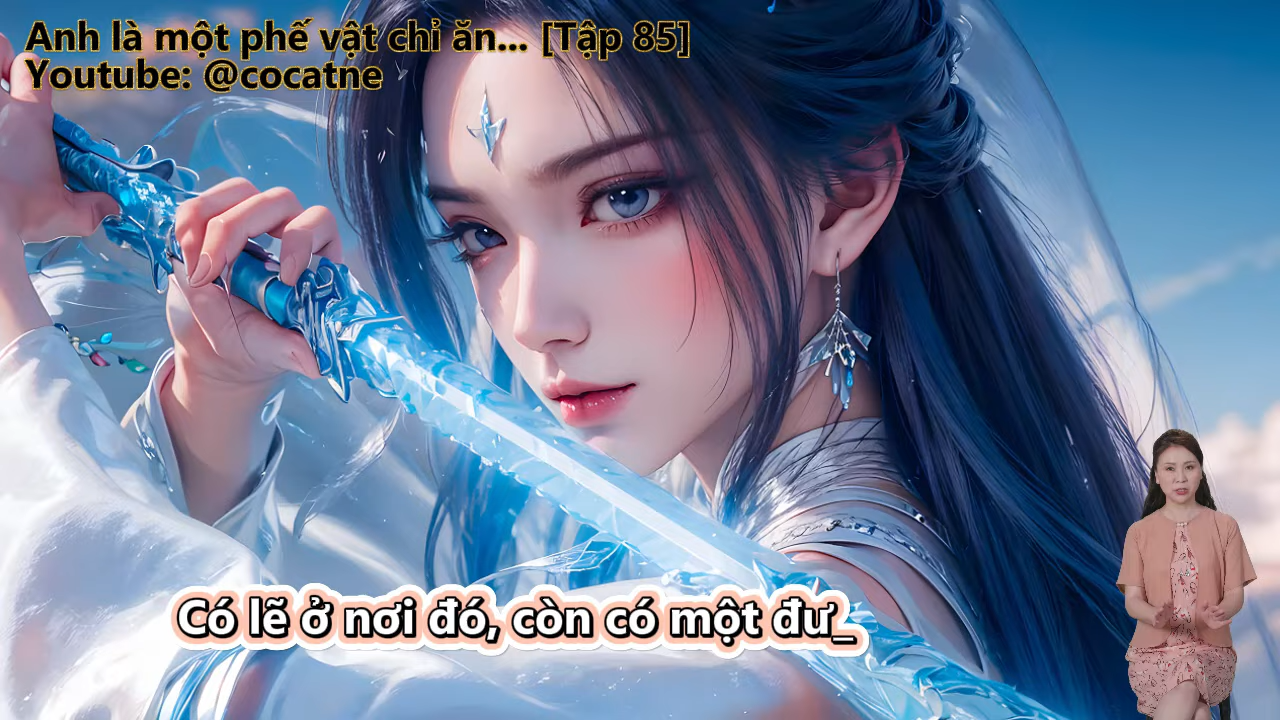 Anh là một phế vật chỉ ăn... [Tập 85]
Youtube: @cocatne
Có lẽ ở nơi đó, còn có một đư_